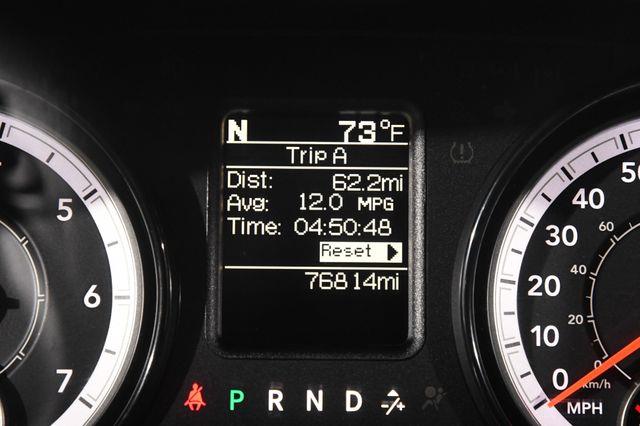 N 73°F
Trip A
Dist: 62.2mi
Avg: 12.0 MPG
Time: 04:50:48
Reset
76814mi
5
6
7
50
40
30
20
10
0
60
40
20
km/h
MPH
P R N D -/+